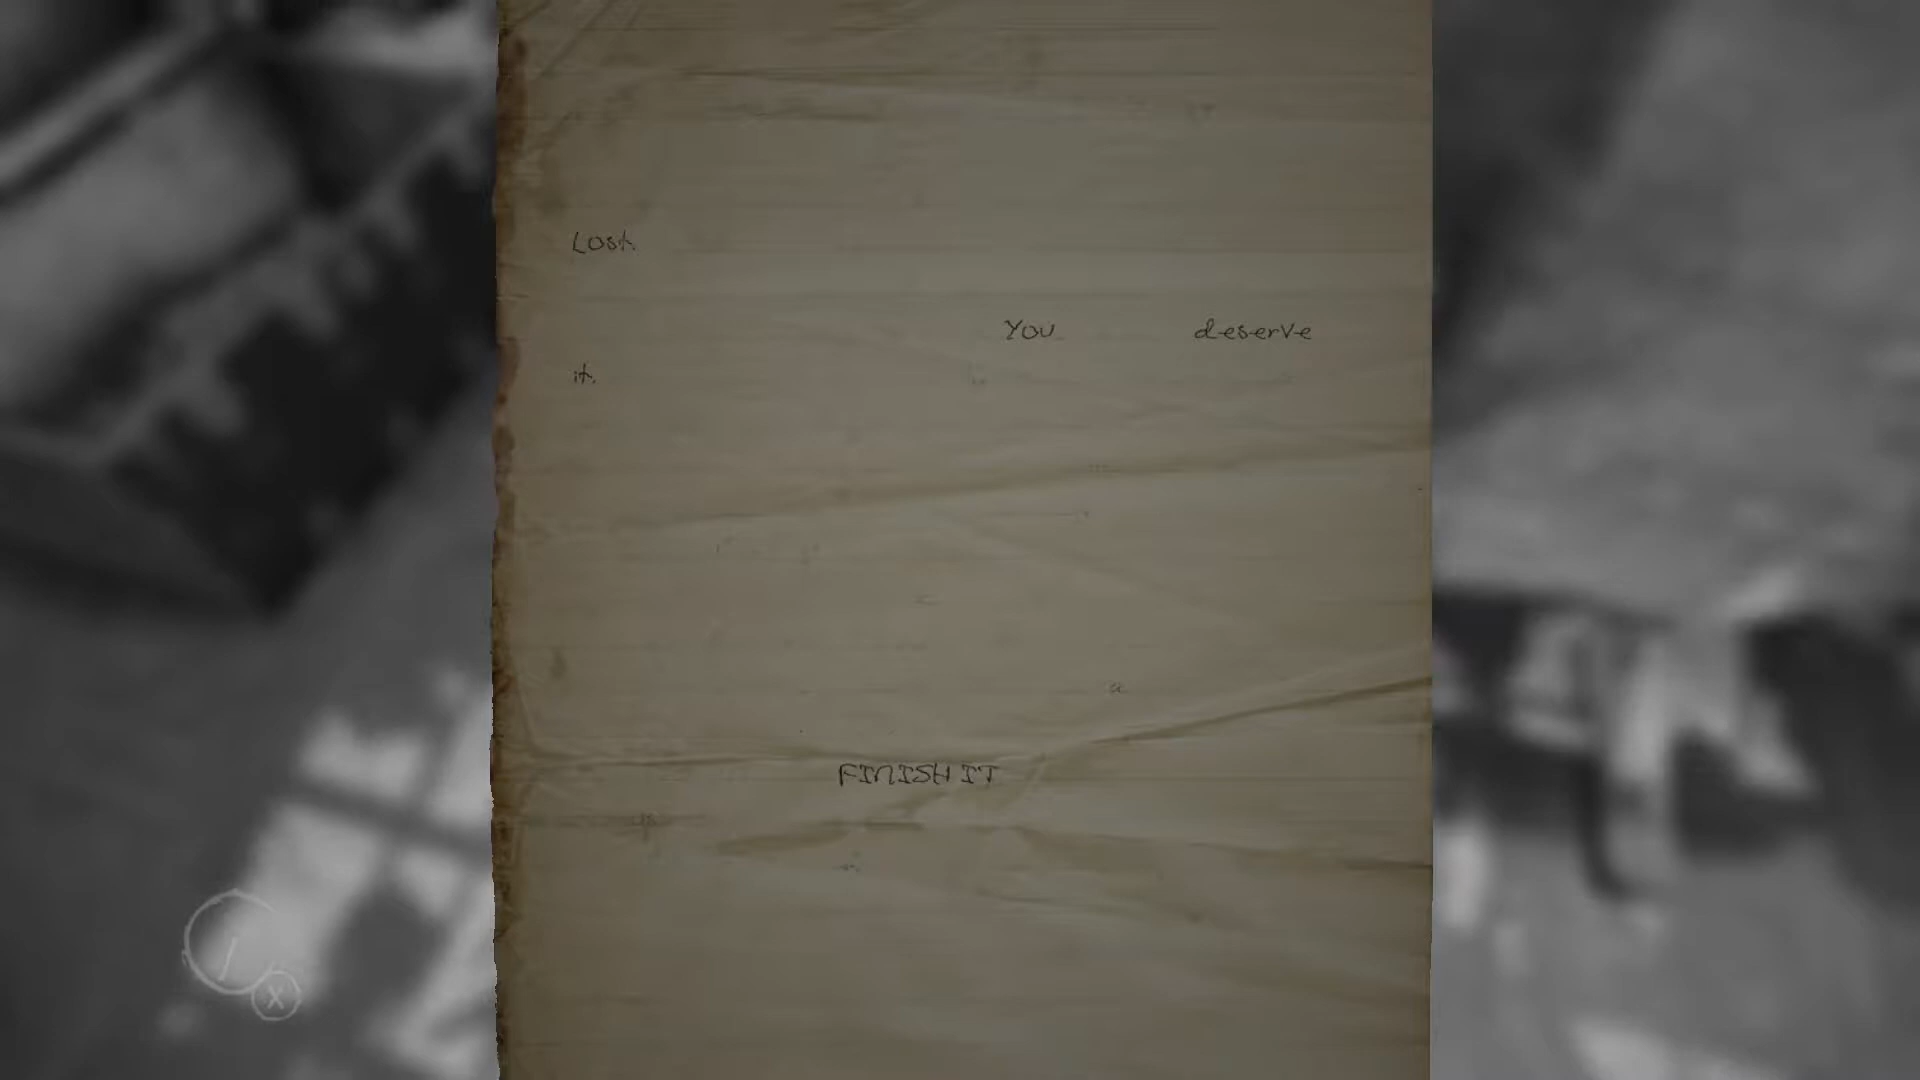 Lost.
You deserve
it.
a
FINISH IT
X